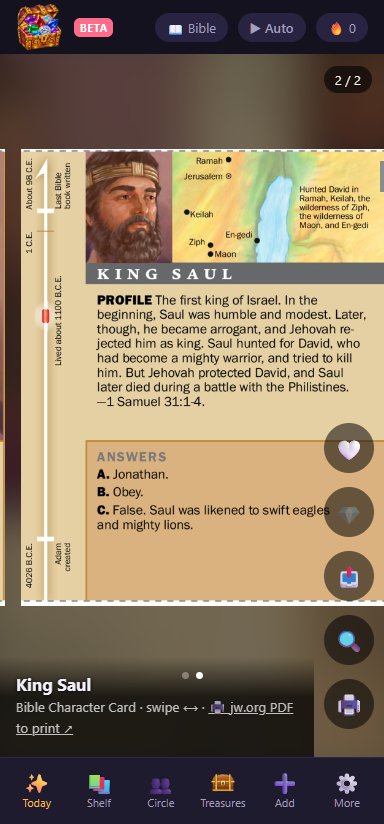 BETA
Bible
Auto
0
2 / 2
About 98 C.E.
Last Bible
book written
1 C.E.
Lived about 1100 B.C.E.
4026 B.C.E.
Adam
created
Ramah
Jerusalem
Keilah
En-gedi
Ziph
Maon
Hunted David in
Ramah, Keilah, the
wilderness of Ziph,
the wilderness of
Maon, and En-gedi
KING SAUL
PROFILE The first king of Israel. In the
beginning, Saul was humble and modest. Later,
though, he became arrogant, and Jehovah re-
jected him as king. Saul hunted for David, who
had become a mighty warrior, and tried to kill
him. But Jehovah protected David, and Saul
later died during a battle with the Philistines.
—1 Samuel 31:1-4.
ANSWERS
A. Jonathan.
B. Obey.
C. False. Saul was likened to swift eagles
and mighty lions.
King Saul
Bible Character Card · swipe ↔ · jw.org PDF
to print ↗
Today
Shelf
Circle
Treasures
Add
More